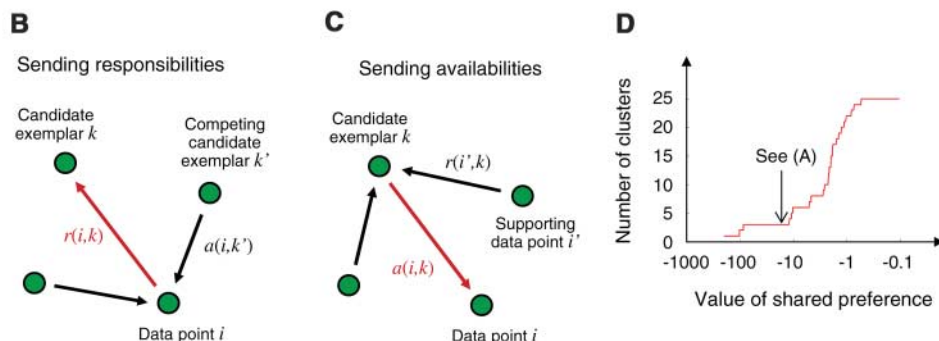 B
Sending responsibilities
Candidate
exemplar k
Competing
candidate
exemplar k'
r(i,k)
a(i,k')
Data point i
C
Sending availabilities
Candidate
exemplar k
r(i',k)
Supporting
data point i'
a(i,k)
Data point i
D
Number of clusters
25
20
15
10
5
0
See (A)
-1000 -100 -10 -1 -0.1
Value of shared preference